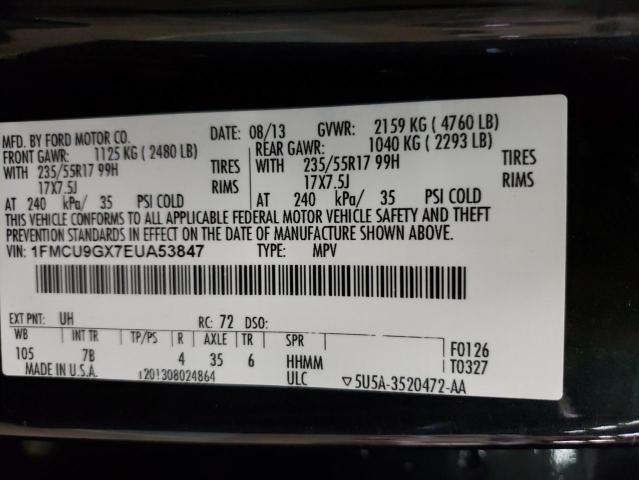 MFD. BY FORD MOTOR CO. DATE: 08/13 GVWR: 2159 KG ( 4760 LB)
FRONT GAWR: 1125 KG ( 2480 LB) REAR GAWR: 1040 KG ( 2293 LB)
WITH 235/55R17 99H TIRES WITH 235/55R17 99H TIRES
17X7.5J RIMS 17X7.5J RIMS
AT 240 kPa/ 35 PSI COLD AT 240 kPa/ 35 PSI COLD
THIS VEHICLE CONFORMS TO ALL APPLICABLE FEDERAL MOTOR VEHICLE SAFETY AND THEFT
PREVENTION STANDARDS IN EFFECT ON THE DATE OF MANUFACTURE SHOWN ABOVE.
VIN: 1FMCU9GX7EUA53847 TYPE: MPV
EXT PNT: UH RC: 72 DSO:
WB INT TR TP/PS R AXLE TR SPR F0126
105 7B 4 35 6 HHMM T0327
MADE IN U.S.A. 201308024864 ULC ▽5U5A-3520472-AA